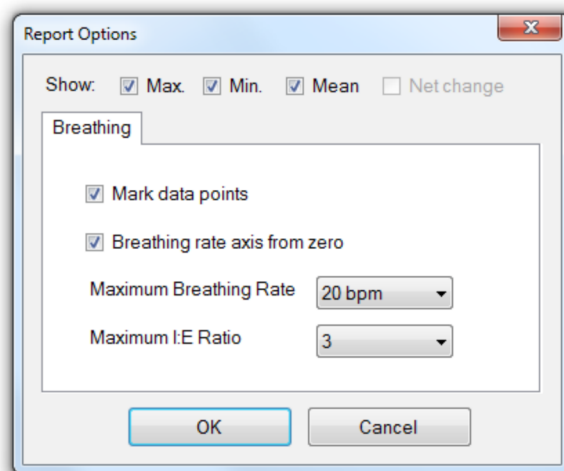 Report Options
Show: Max. Min. Mean Net change
Breathing
Mark data points
Breathing rate axis from zero
Maximum Breathing Rate 20 bpm
Maximum I:E Ratio 3
OK Cancel